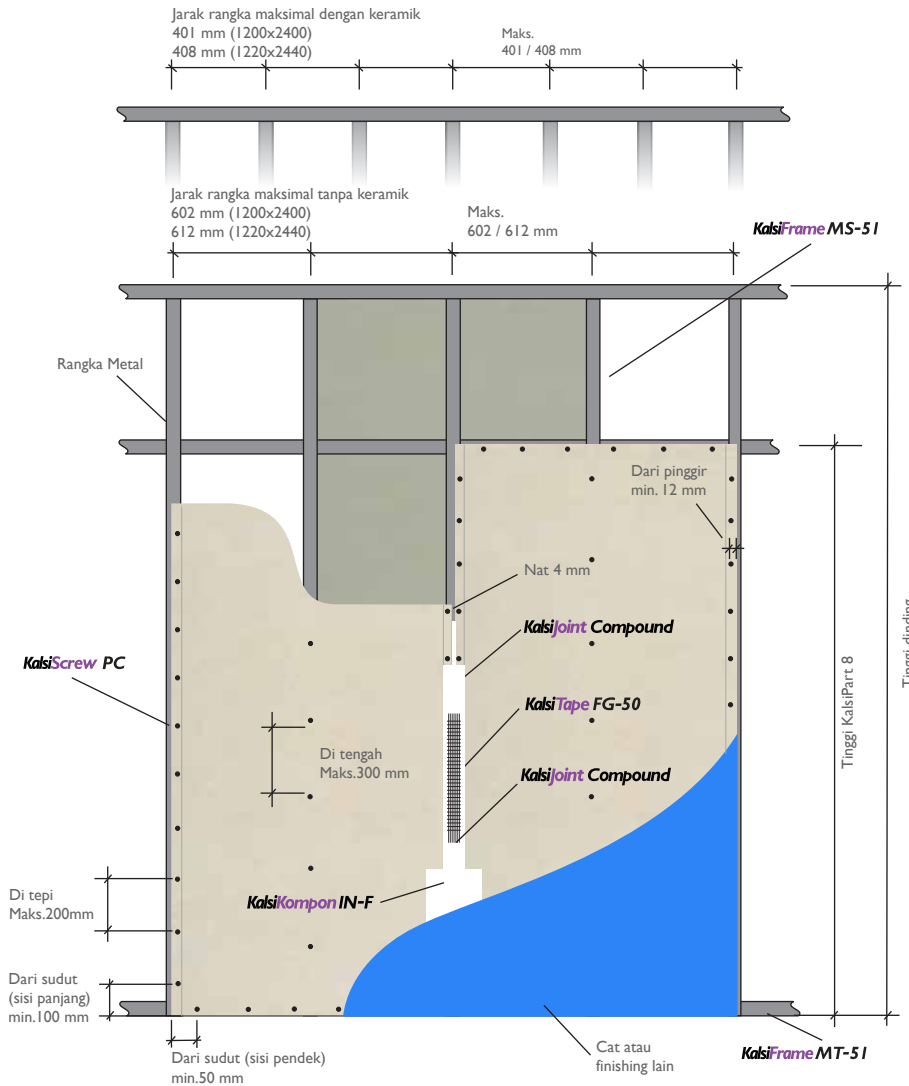 Jarak rangka maksimal dengan keramik
401 mm (1200x2400)
408 mm (1220x2440)
Maks.
401 / 408 mm
Jarak rangka maksimal tanpa keramik
602 mm (1200x2400)
612 mm (1220x2440)
Maks.
602 / 612 mm
KalsiFrame MS-51
Rangka Metal
Dari pinggir
min. 12 mm
Nat 4 mm
KalsiJoint Compound
KalsiScrew PC
KalsiTape FG-50
Di tengah
Maks.300 mm
KalsiJoint Compound
Tinggi KalsiPart 8
Tinggi dinding
Di tepi
Maks.200mm
KalsiKompon IN-F
Dari sudut
(sisi panjang)
min.100 mm
Dari sudut (sisi pendek)
min.50 mm
Cat atau
finishing lain
KalsiFrame MT-51